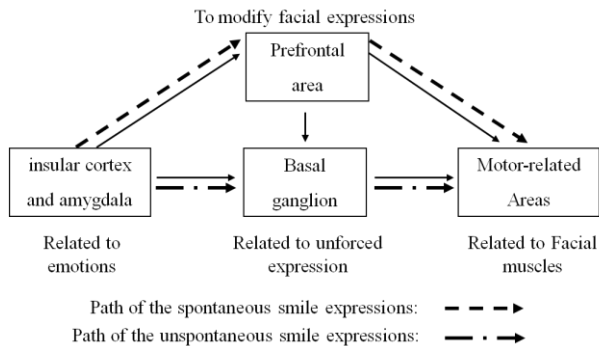 To modify facial expressions
Prefrontal
area
insular cortex
and amygdala
Basal
ganglion
Motor-related
Areas
Related to
emotions
Related to unforced
expression
Related to Facial
muscles
Path of the spontaneous smile expressions:
Path of the unspontaneous smile expressions: